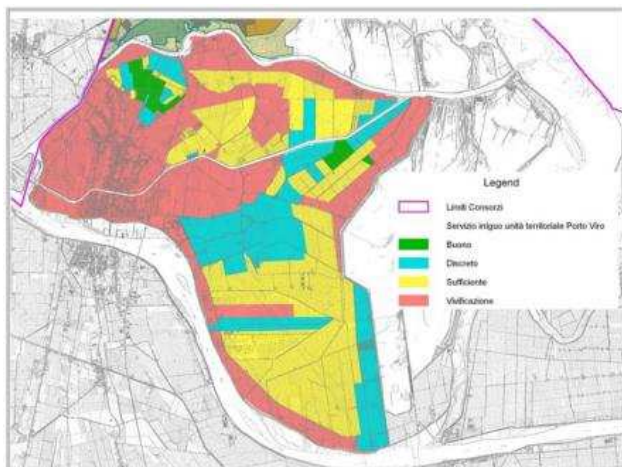 Legend
Limiti Consorzi
Servizio irriguo unità territoriale Porto Viro
Buono
Discreto
Sufficiente
Vivificazione